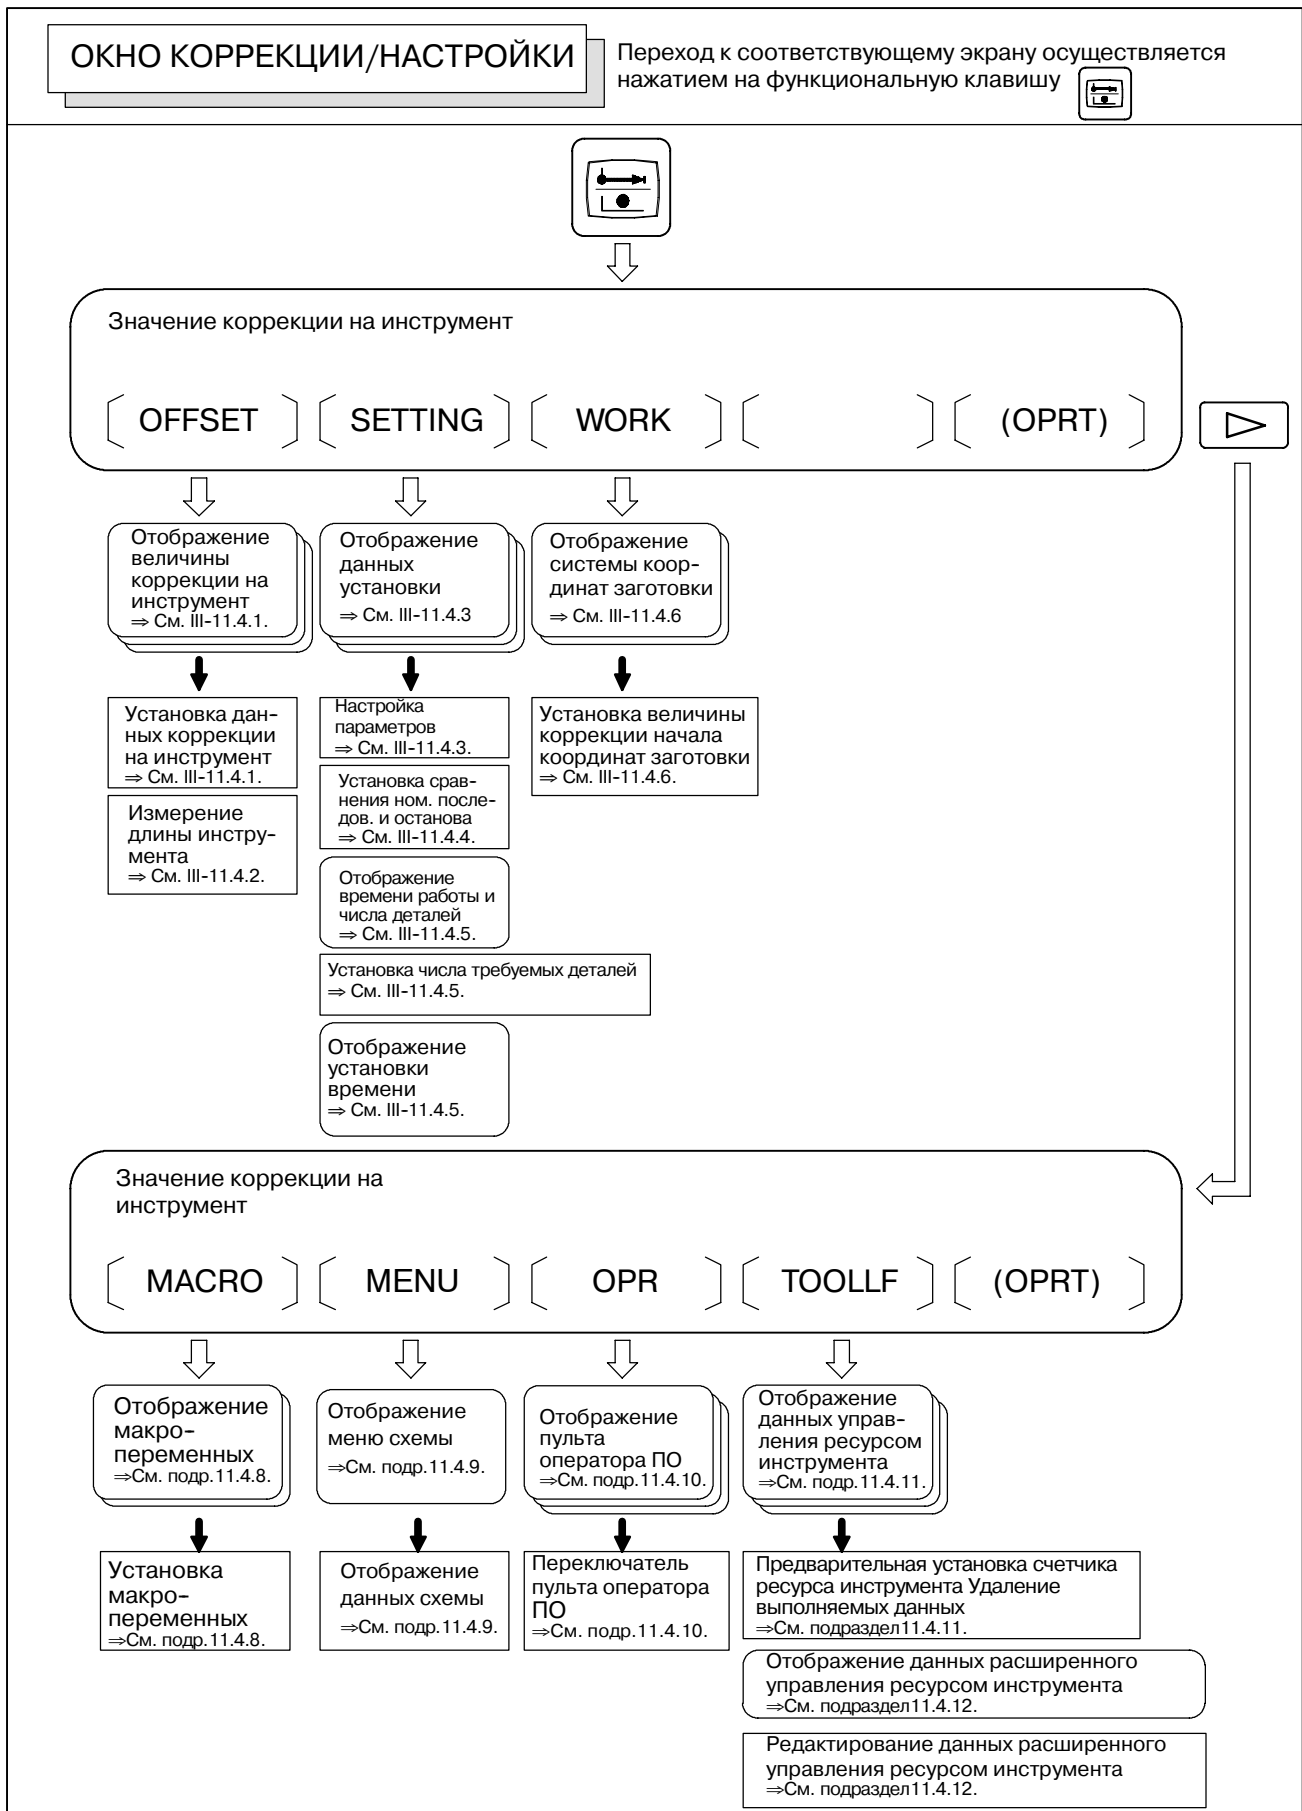 ОКНО КОРРЕКЦИИ/НАСТРОЙКИ
Переход к соответствующему экрану осуществляется
нажатием на функциональную клавишу
Значение коррекции на инструмент
OFFSET
SETTING
WORK
(OPRT)
Отображение
величины
коррекции на
инструмент
⇒ См. III-11.4.1.
Отображение
данных
установки
⇒ См. III-11.4.3
Отображение
системы коор-
динат заготовки
⇒ См. III-11.4.6
Установка дан-
ных коррекции
на инструмент
⇒ См. III-11.4.1.
Измерение
длины инстру-
мента
⇒ См. III-11.4.2.
Настройка
параметров
⇒ См. III-11.4.3.
Установка срав-
нения ном. после-
дов. и останова
⇒ См. III-11.4.4.
Отображение
времени работы и
числа деталей
⇒ См. III-11.4.5.
Установка числа требуемых деталей
⇒ См. III-11.4.5.
Отображение
установки
времени
⇒ См. III-11.4.5.
Установка величины
коррекции начала
координат заготовки
⇒ См. III-11.4.6.
Значение коррекции на
инструмент
MACRO
MENU
OPR
TOOLLF
(OPRT)
Отображение
макро-
переменных
⇒См. подр.11.4.8.
Отображение
меню схемы
⇒См. подр.11.4.9.
Отображение
пульта
оператора ПО
⇒См. подр.11.4.10.
Отображение
данных управ-
ления ресурсом
инструмента
⇒См. подр.11.4.11.
Установка
макро-
переменных
⇒См. подр.11.4.8.
Отображение
данных схемы
⇒См. подр.11.4.9.
Переключатель
пульта оператора
ПО
⇒См. подр.11.4.10.
Предварительная установка счетчика
ресурса инструмента Удаление
выполняемых данных
⇒См. подраздел11.4.11.
Отображение данных расширенного
управления ресурсом инструмента
⇒См. подраздел11.4.12.
Редактирование данных расширенного
управления ресурсом инструмента
⇒См. подраздел11.4.12.